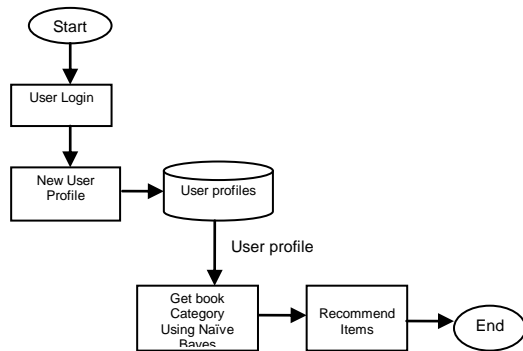 Start
User Login
New User
Profile
User profiles
User profile
Get book
Category
Using Naïve
Bayes
Recommend
Items
End